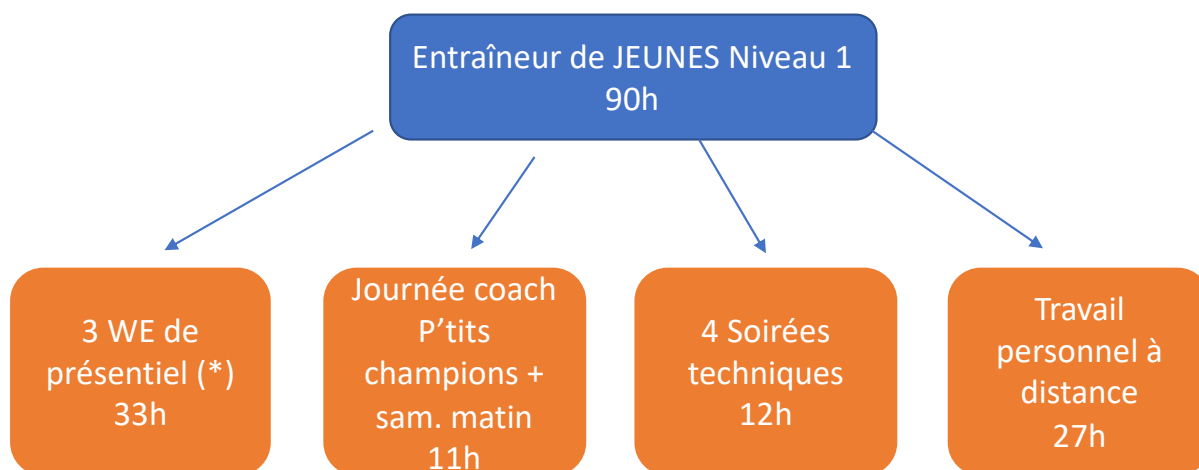 Entraîneur de JEUNES Niveau 1
90h
3 WE de
présentiel (*)
33h
Journée coach
P’tits
champions +
sam. matin
11h
4 Soirées
techniques
12h
Travail
personnel à
distance
27h